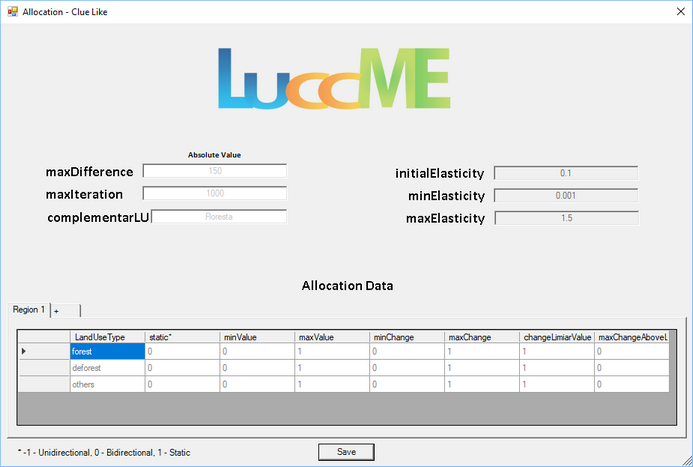 Allocation - Clue Like
LuccME
Absolute Value
maxDifference 150 initialElasticity 0.1
maxIteration 1000 minElasticity 0.001
complementarLU Floresta maxElasticity 1.5
Allocation Data
Region 1 +
LandUseType static* minValue maxValue minChange maxChange changeLimiarValue maxChangeAboveL
forest 0 0 1 0 1 1 0
deforest 0 0 1 0 1 1 0
others 0 0 1 0 1 1 0
* -1 - Unidirectional, 0 - Bidirectional, 1 - Static Save